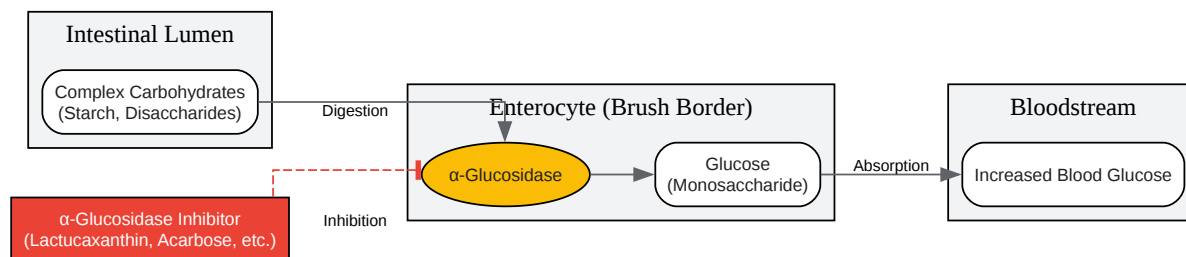 Intestinal Lumen
Complex Carbohydrates
(Starch, Disaccharides)
Digestion
Enterocyte (Brush Border)
α-Glucosidase
Glucose
(Monosaccharide)
Absorption
Bloodstream
Increased Blood Glucose
α-Glucosidase Inhibitor
(Lactucaxanthin, Acarbose, etc.)
Inhibition